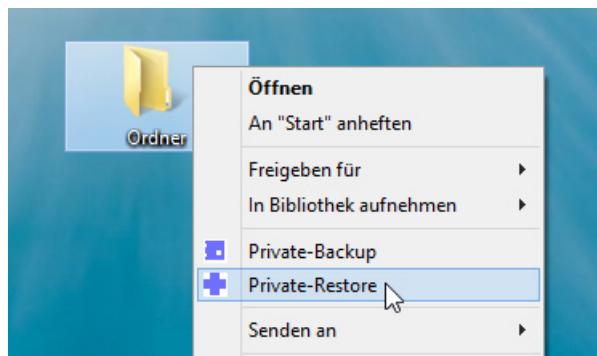 Ordner
Öffnen
An "Start" anheften
Freigeben für
In Bibliothek aufnehmen
Private-Backup
Private-Restore
Senden an